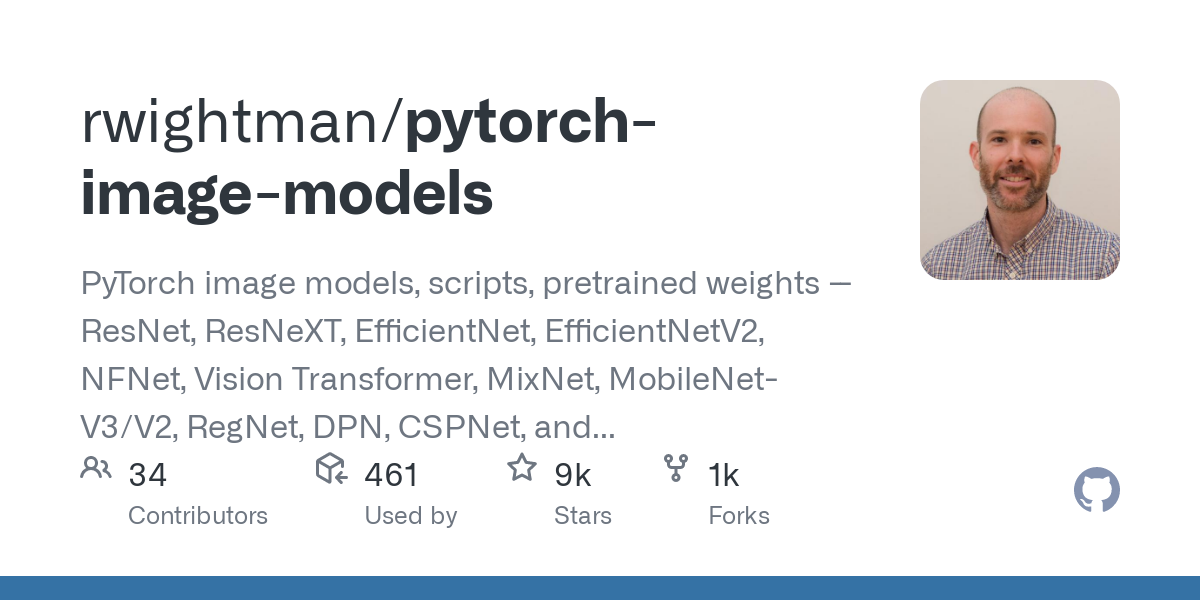 rwightman/pytorch-
image-models
PyTorch image models, scripts, pretrained weights —
ResNet, ResNeXT, EfficientNet, EfficientNetV2,
NFNet, Vision Transformer, MixNet, MobileNet-
V3/V2, RegNet, DPN, CSPNet, and...
34 461 9k 1k
Contributors Used by Stars Forks